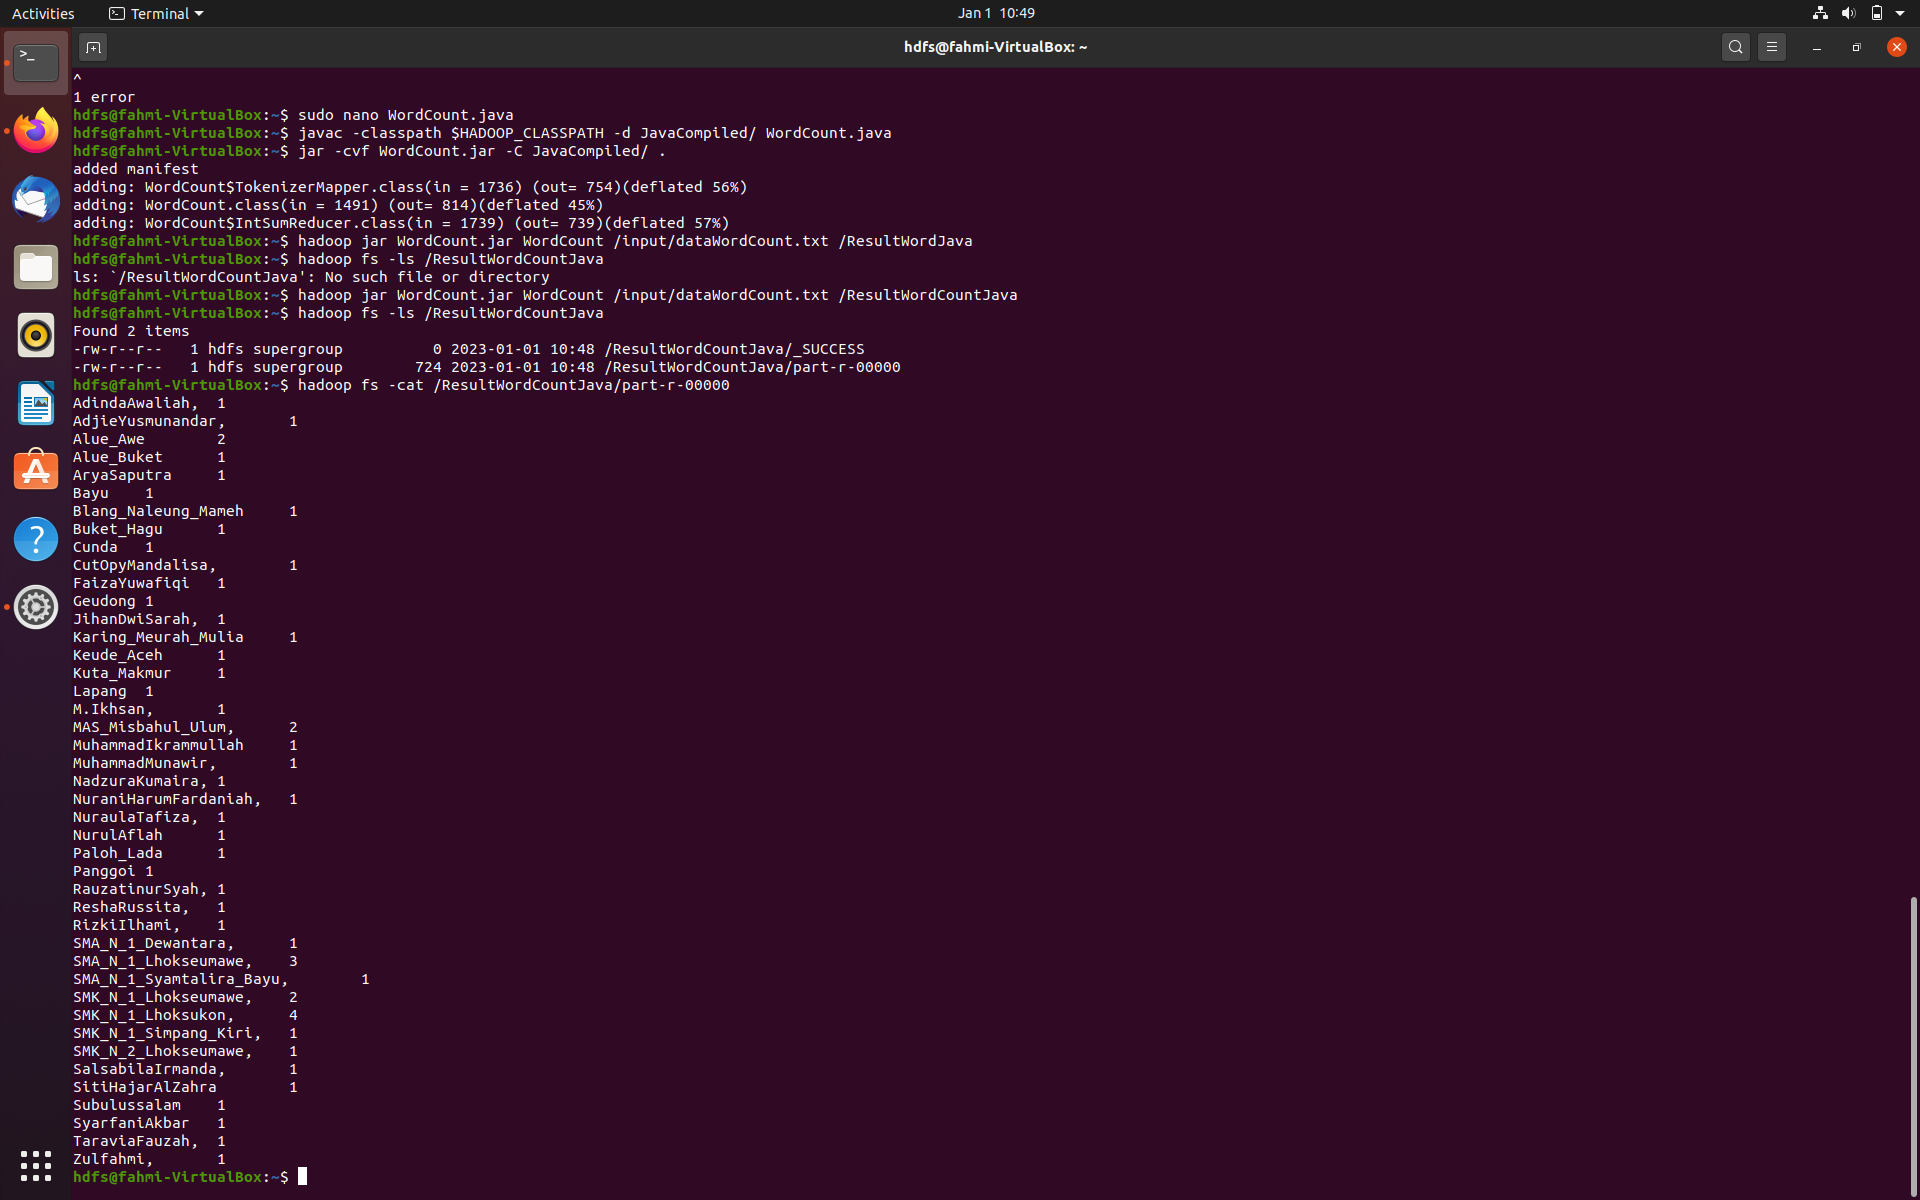 Activities
Terminal
Jan 1 10:49
hdfs@fahmi-VirtualBox: ~
^
1 error
hdfs@fahmi-VirtualBox:~$ sudo nano WordCount.java
hdfs@fahmi-VirtualBox:~$ javac -classpath $HADOOP_CLASSPATH -d JavaCompiled/ WordCount.java
hdfs@fahmi-VirtualBox:~$ jar -cvf WordCount.jar -C JavaCompiled/ .
added manifest
adding: WordCount$TokenizerMapper.class(in = 1736) (out= 754)(deflated 56%)
adding: WordCount.class(in = 1491) (out= 814)(deflated 45%)
adding: WordCount$IntSumReducer.class(in = 1739) (out= 739)(deflated 57%)
hdfs@fahmi-VirtualBox:~$ hadoop jar WordCount.jar WordCount /input/dataWordCount.txt /ResultWordJava
hdfs@fahmi-VirtualBox:~$ hadoop fs -ls /ResultWordCountJava
ls: `/ResultWordCountJava': No such file or directory
hdfs@fahmi-VirtualBox:~$ hadoop jar WordCount.jar WordCount /input/dataWordCount.txt /ResultWordCountJava
hdfs@fahmi-VirtualBox:~$ hadoop fs -ls /ResultWordCountJava
Found 2 items
-rw-r--r--   1 hdfs supergroup          0 2023-01-01 10:48 /ResultWordCountJava/_SUCCESS
-rw-r--r--   1 hdfs supergroup        724 2023-01-01 10:48 /ResultWordCountJava/part-r-00000
hdfs@fahmi-VirtualBox:~$ hadoop fs -cat /ResultWordCountJava/part-r-00000
AdindaAwaliah,  1
AdjieYusmunandar,       1
Alue_Awe        2
Alue_Buket      1
AryaSaputra     1
Bayu    1
Blang_Naleung_Mameh     1
Buket_Hagu      1
Cunda   1
CutOpyMandalisa,        1
FaizaYuwafiqi   1
Geudong 1
JihanDwiSarah,  1
Karing_Meurah_Mulia     1
Keude_Aceh      1
Kuta_Makmur     1
Lapang  1
M.Ikhsan,       1
MAS_Misbahul_Ulum,      2
MuhammadIkrammullah     1
MuhammadMunawir,        1
NadzuraKumaira, 1
NuraniHarumFardaniah,   1
NuraulaTafiza,  1
NurulAflah      1
Paloh_Lada      1
Panggoi 1
RauzatinurSyah, 1
ReshaRussita,   1
RizkiIlhami,    1
SMA_N_1_Dewantara,      1
SMA_N_1_Lhokseumawe,    3
SMA_N_1_Syamtalira_Bayu,        1
SMK_N_1_Lhokseumawe,    2
SMK_N_1_Lhoksukon,      4
SMK_N_1_Simpang_Kiri,   1
SMK_N_2_Lhokseumawe,    1
SalsabilaIrmanda,       1
SitiHajarAlZahra        1
Subulussalam    1
SyarfaniAkbar   1
TaraviaFauzah,  1
Zulfahmi,       1
hdfs@fahmi-VirtualBox:~$